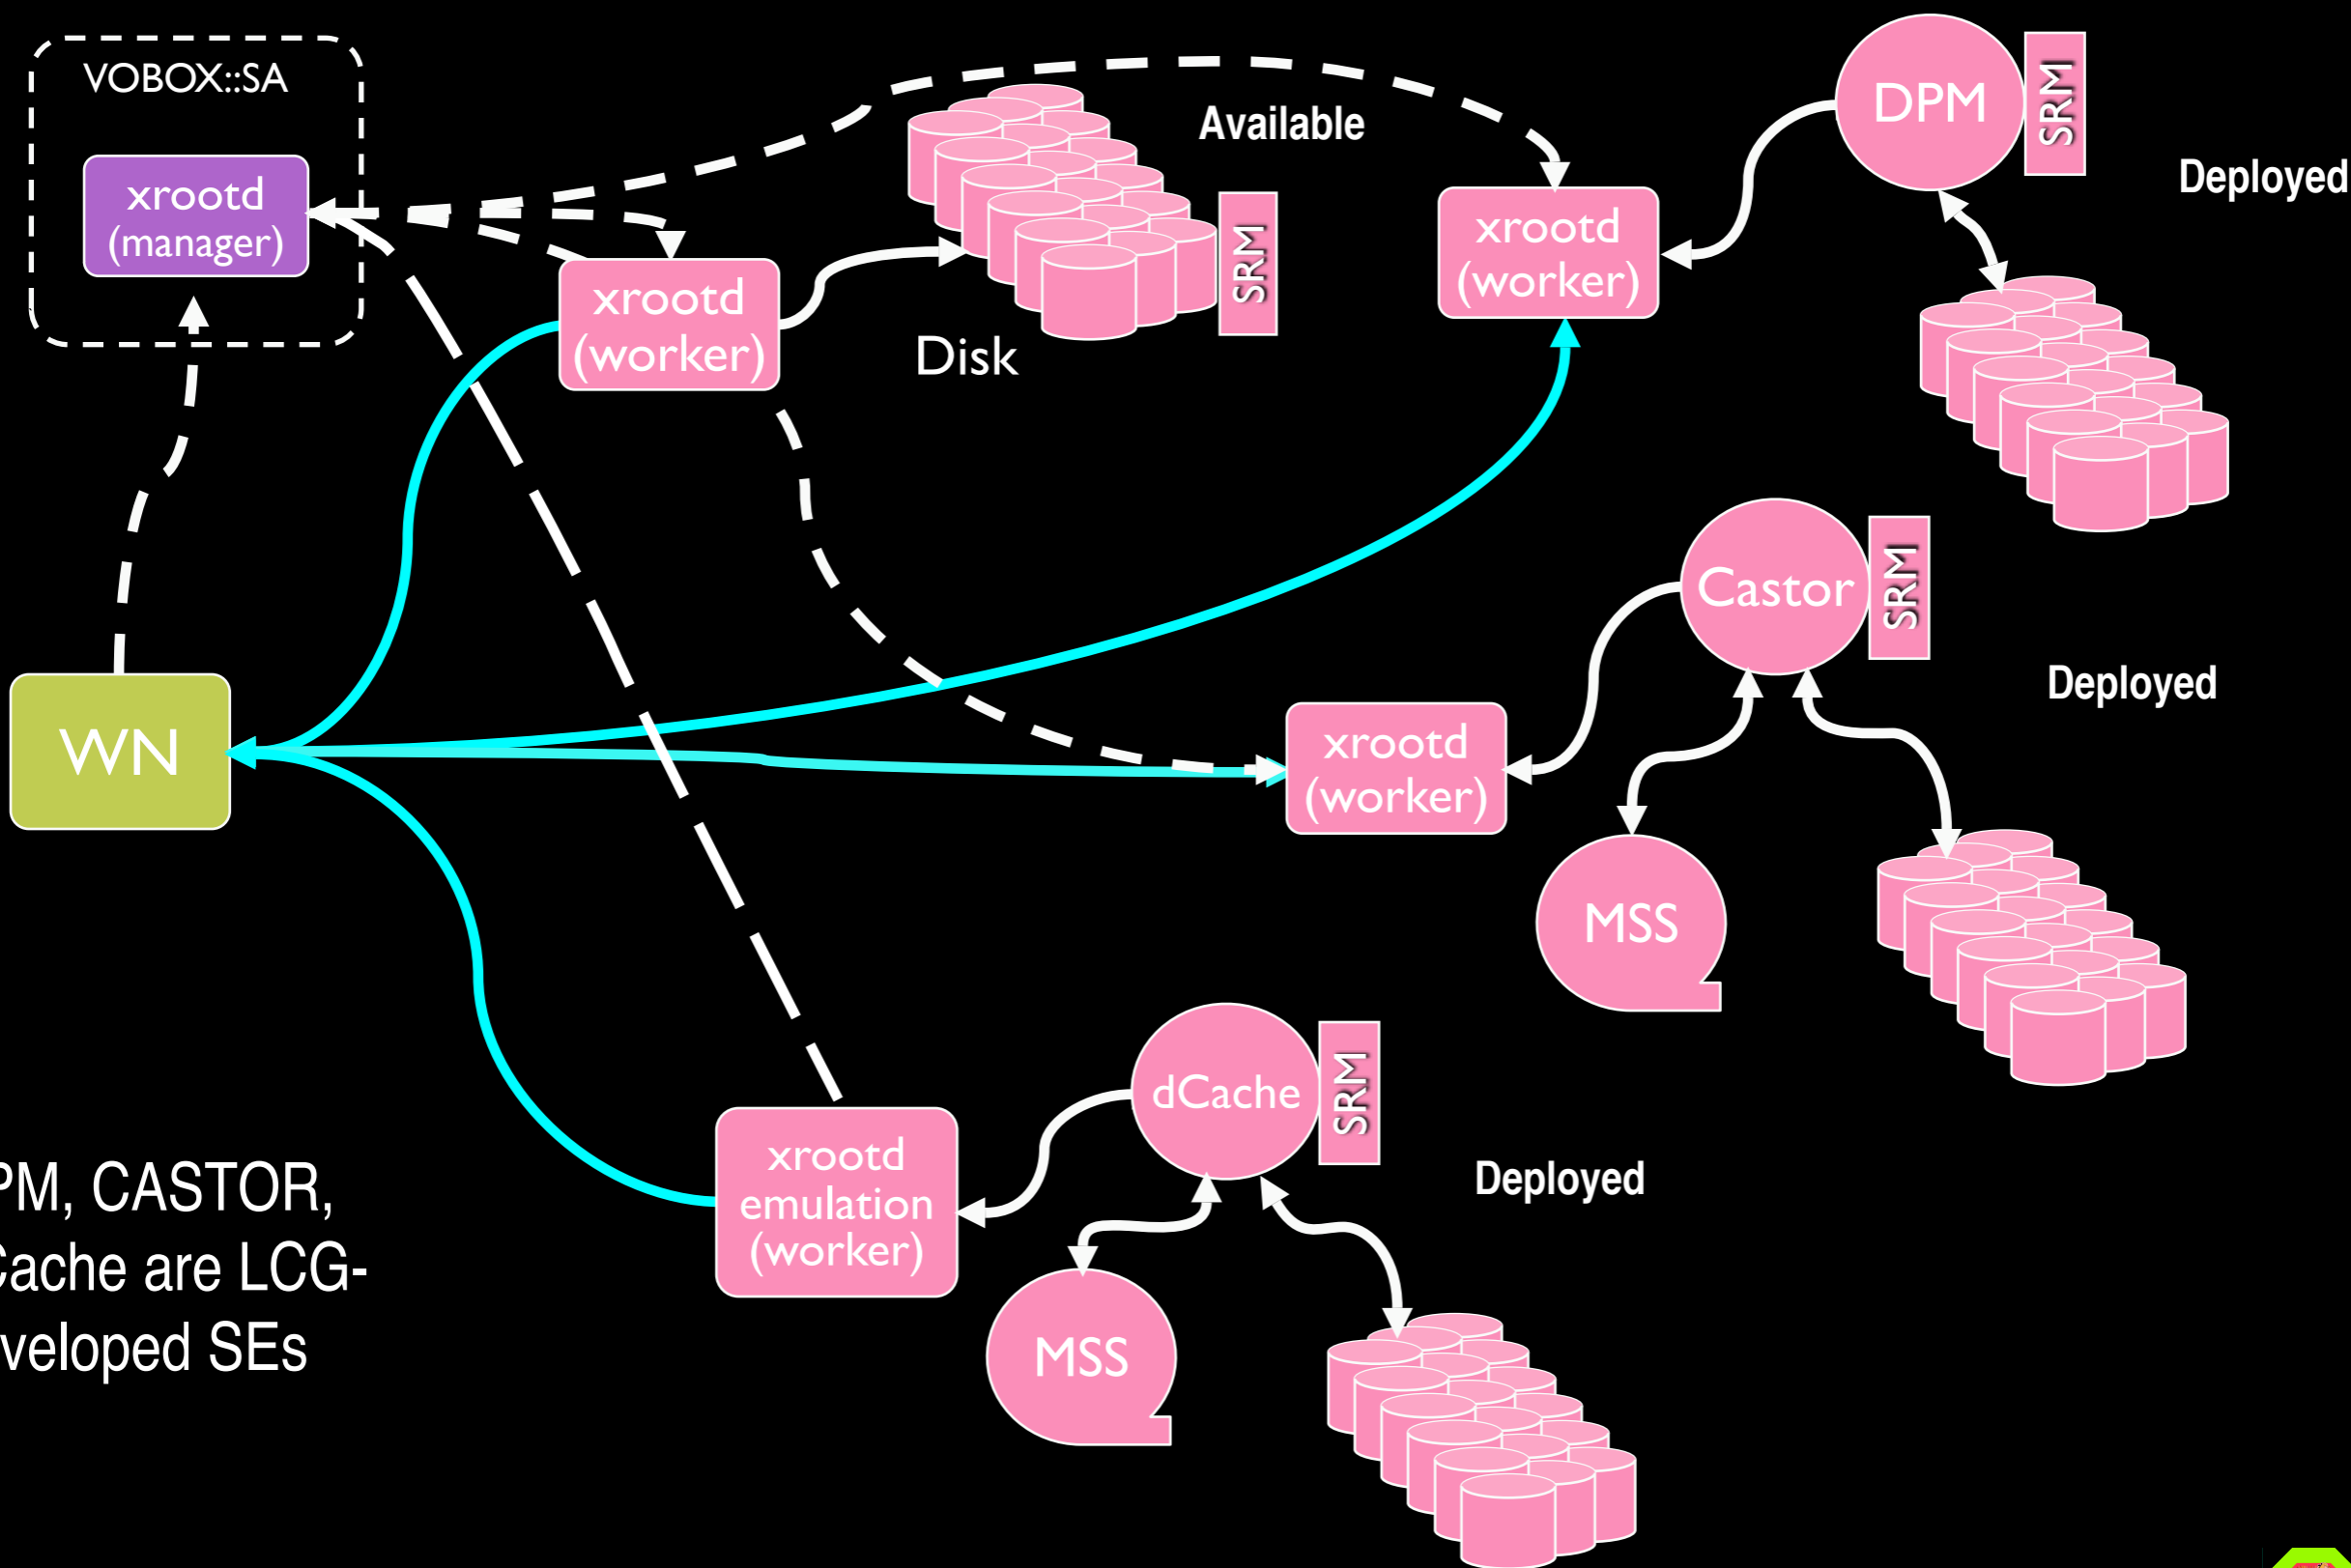 VOBOX::SA
xrootd
(manager)
xrootd
(worker)
Disk
Available
SRM
xrootd
(worker)
DPM
SRM
Deployed
WN
Castor
SRM
Deployed
xrootd
(worker)
MSS
dCache
SRM
Deployed
xrootd
emulation
(worker)
MSS
PM, CASTOR,
Cache are LCG-
veloped SEs